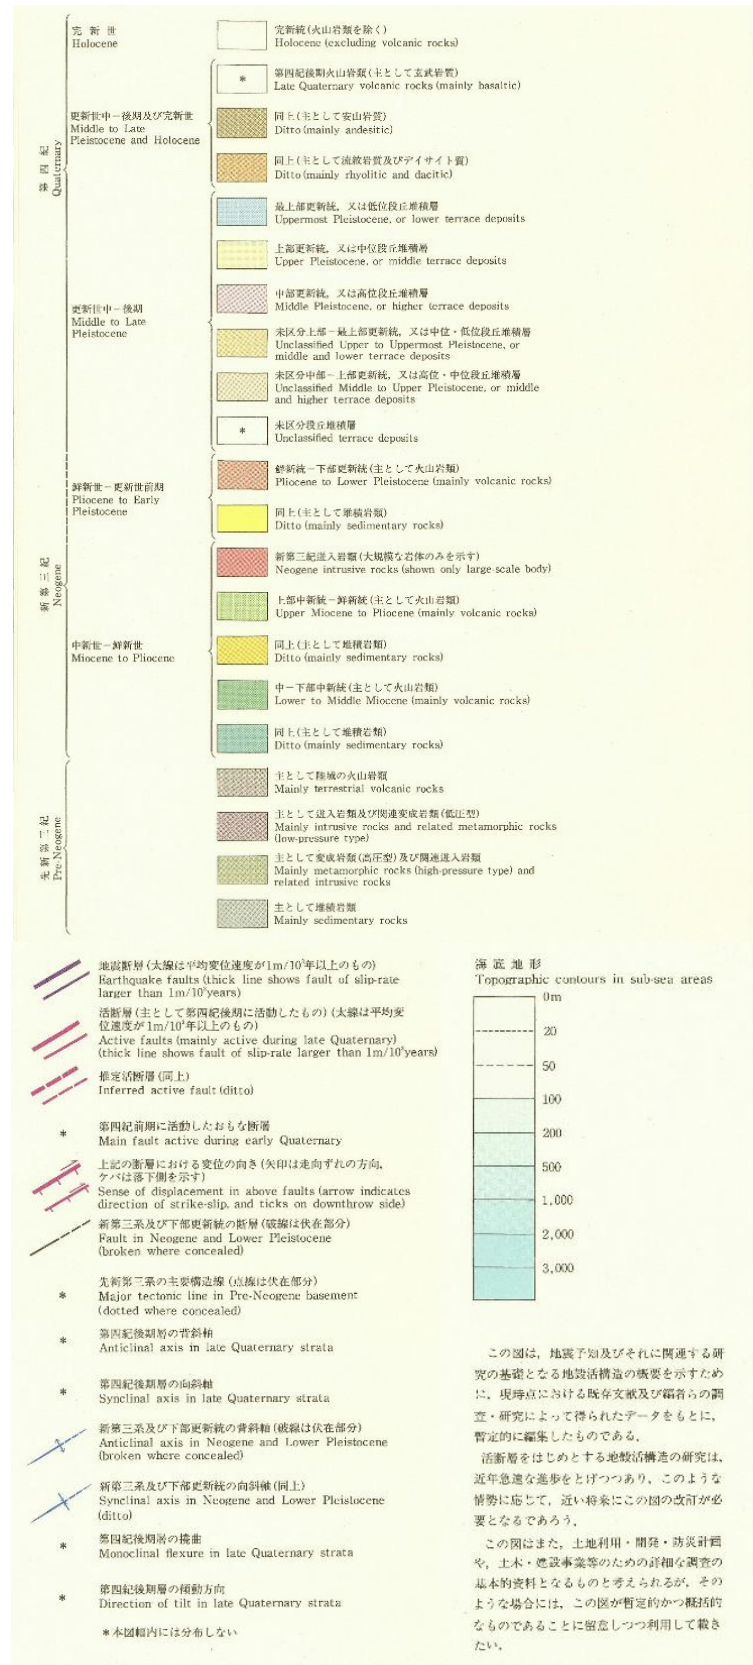 第四紀
Quaternary
新第三紀
Neogene
先新第三紀
Pre-Neogene
完新世
Holocene
完新統(火山岩類を除く)
Holocene (excluding volcanic rocks)
更新世中－後期及び完新世
Middle to Late
Pleistocene and Holocene
*
第四紀後期火山岩類(主として玄武岩質)
Late Quaternary volcanic rocks (mainly basaltic)
同上(主として安山岩質)
Ditto (mainly andesitic)
同上(主として流紋岩質及びデイサイト質)
Ditto (mainly rhyolitic and dacitic)
更新世中－後期
Middle to Late
Pleistocene
最上部更新統，又は低位段丘堆積層
Uppermost Pleistocene, or lower terrace deposits
上部更新統，又は中位段丘堆積層
Upper Pleistocene, or middle terrace deposits
中部更新統，又は高位段丘堆積層
Middle Pleistocene, or higher terrace deposits
未区分上部－最上部更新統，又は中位・低位段丘堆積層
Unclassified Upper to Uppermost Pleistocene, or
middle and lower terrace deposits
未区分中部－上部更新統，又は高位・中位段丘堆積層
Unclassified Middle to Upper Pleistocene, or middle
and higher terrace deposits
*
未区分段丘堆積層
Unclassified terrace deposits
鮮新世－更新世前期
Pliocene to Early
Pleistocene
鮮新統－下部更新統(主として火山岩類)
Pliocene to Lower Pleistocene (mainly volcanic rocks)
同上(主として堆積岩類)
Ditto (mainly sedimentary rocks)
中新世－鮮新世
Miocene to Pliocene
新第三紀迸入岩類(大規模な岩体のみを示す)
Neogene intrusive rocks (shown only large-scale body)
上部中新統－鮮新統(主として火山岩類)
Upper Miocene to Pliocene (mainly volcanic rocks)
同上(主として堆積岩類)
Ditto (mainly sedimentary rocks)
中－下部中新統(主として火山岩類)
Lower to Middle Miocene (mainly volcanic rocks)
同上(主として堆積岩類)
Ditto (mainly sedimentary rocks)
主として陸域の火山岩類
Mainly terrestrial volcanic rocks
主として迸入岩類及び関連変成岩類(低圧型)
Mainly intrusive rocks and related metamorphic rocks
(low-pressure type)
主として変成岩類(高圧型)及び関連迸入岩類
Mainly metamorphic rocks (high-pressure type) and
related intrusive rocks
主として堆積岩類
Mainly sedimentary rocks
地震断層(太線は平均変位速度が1m/10³年以上のもの)
Earthquake faults (thick line shows fault of slip-rate
larger than 1m/10³years)
活断層(主として第四紀後期に活動したもの)(太線は平均変
位速度が1m/10³年以上のもの)
Active faults (mainly active during late Quaternary)
(thick line shows fault of slip-rate larger than 1m/10³years)
推定活断層(同上)
Inferred active fault (ditto)
*
第四紀前期に活動したおもな断層
Main fault active during early Quaternary
上記の断層における変位の向き(矢印は走向ずれの方向，
ケバは落下側を示す)
Sense of displacement in above faults (arrow indicates
direction of strike-slip, and ticks on downthrow side)
新第三系及び下部更新統の断層(破線は伏在部分)
Fault in Neogene and Lower Pleistocene
(broken where concealed)
*
先新第三系の主要構造線(点線は伏在部分)
Major tectonic line in Pre-Neogene basement
(dotted where concealed)
*
第四紀後期層の背斜軸
Anticlinal axis in late Quaternary strata
*
第四紀後期層の向斜軸
Synclinal axis in late Quaternary strata
新第三系及び下部更新統の背斜軸(破線は伏在部分)
Anticlinal axis in Neogene and Lower Pleistocene
(broken where concealed)
新第三系及び下部更新統の向斜軸(同上)
Synclinal axis in Neogene and Lower Pleistocene
(ditto)
*
第四紀後期層の撓曲
Monoclinal flexure in late Quaternary strata
*
第四紀後期層の傾動方向
Direction of tilt in late Quaternary strata
*本図幅内には分布しない
海底地形
Topographic contours in sub-sea areas
0m
20
50
100
200
500
1,000
2,000
3,000
この図は，地震予知及びそれに関連する研
究の基礎となる地殻活構造の概要を示すため
に，現時点における既存文献及び編者らの調
査・研究によって得られたデータをもとに，
暫定的に編集したものである。
活断層をはじめとする地殻活構造の研究は，
近年急速な進歩をとげつつあり，このような
情勢に応じて，近い将来にこの図の改訂が必
要となるであろう。
この図はまた，土地利用・開発・防災計画
や，土木・建設事業等のための詳細な調査の
基本的資料となるものと考えられるが，その
ような場合には，この図が暫定的かつ概括的
なものであることに留意しつつ利用して戴き
たい。